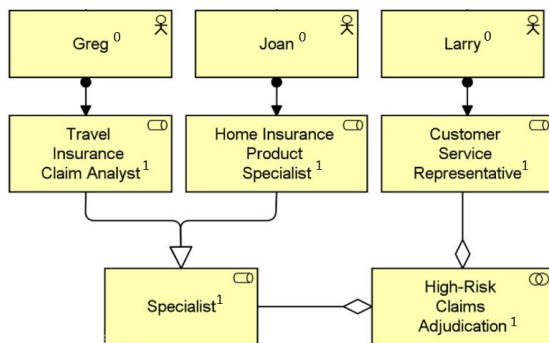 Greg 0
Joan 0
Larry 0
Travel
Insurance
Claim Analyst 1
Home Insurance
Product
Specialist 1
Customer
Service
Representative 1
Specialist 1
High-Risk
Claims
Adjudication 1